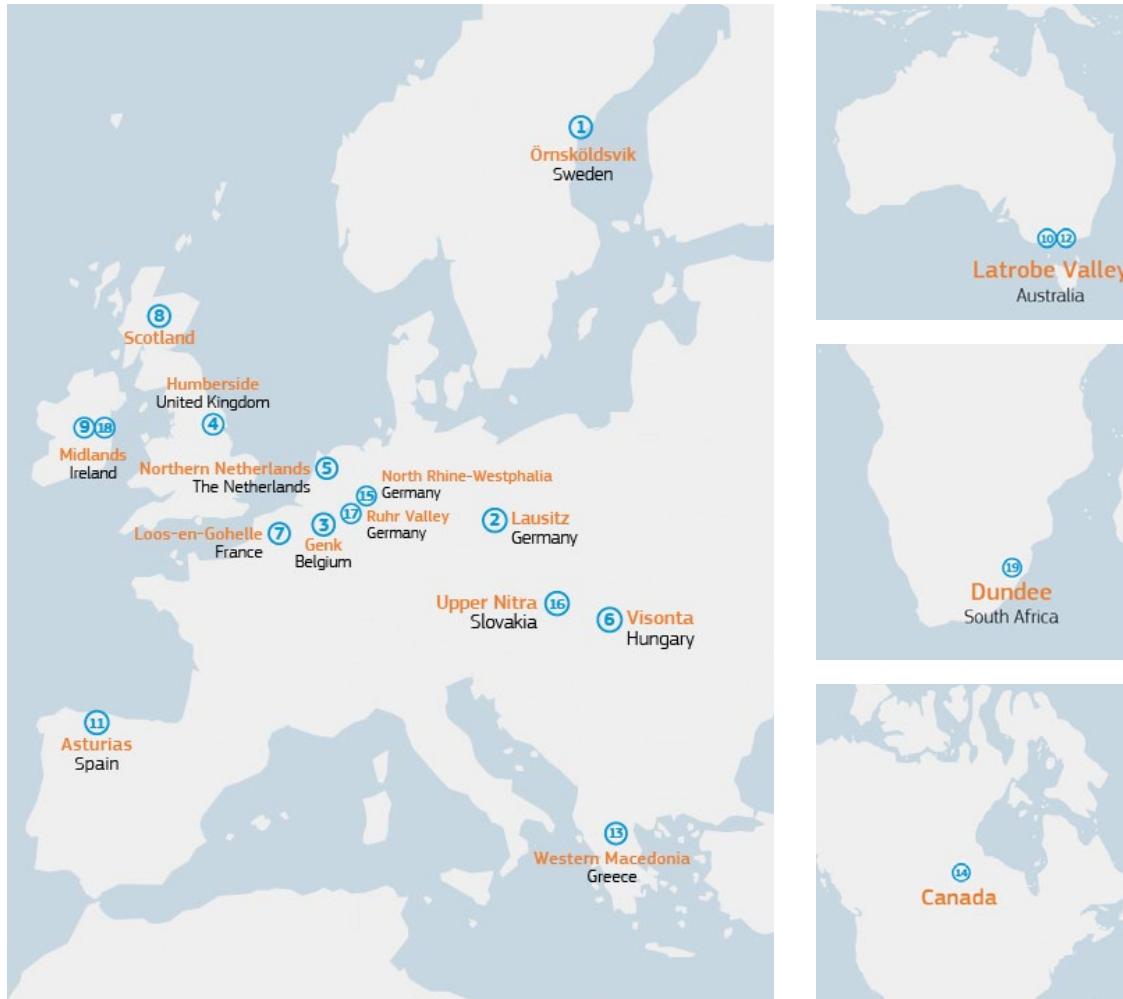 1
Örnsköldsvik
Sweden
8
Scotland
Humberside
United Kingdom
4
9 18
Midlands
Ireland
Northern Netherlands
The Netherlands
5
North Rhine-Westphalia
Germany
15
17
Ruhr Valley
Germany
Loos-en-Gohelle
France
7
3
Genk
Belgium
2
Lausitz
Germany
Upper Nitra
Slovakia
16
6
Visonta
Hungary
11
Asturias
Spain
13
Western Macedonia
Greece
10 12
Latrobe Valley
Australia
19
Dundee
South Africa
14
Canada